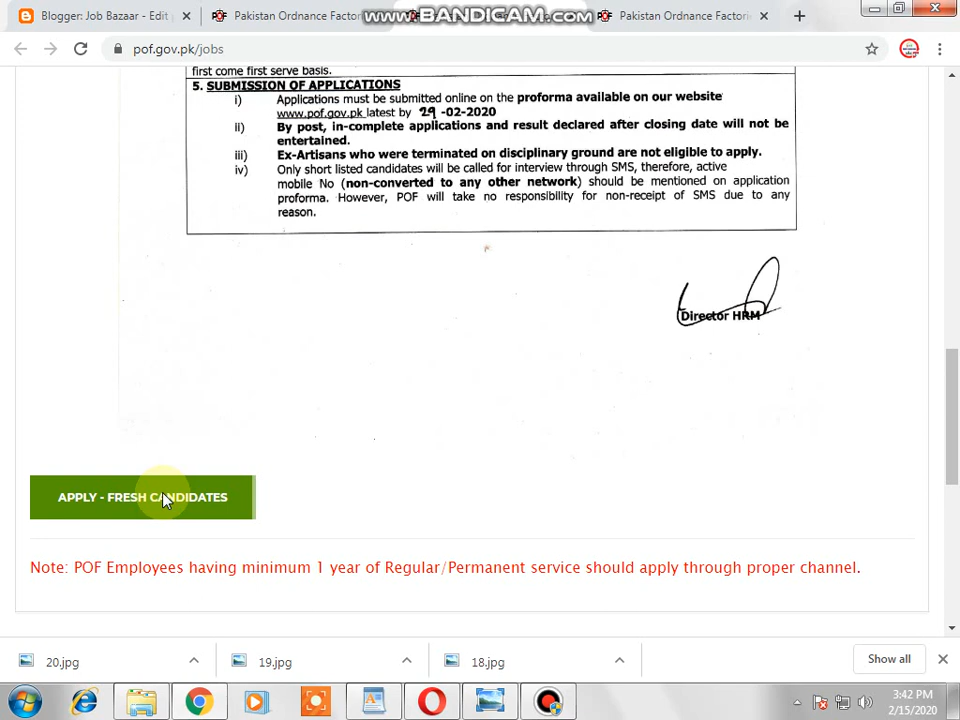 Blogger: Job Bazaar - Edit
Pakistan Ordnance Factori
Pakistan Ordnance Factorie
WWW.BANDICAM.COM
pof.gov.pk/jobs
first come first serve basis.
5. SUBMISSION OF APPLICATIONS
i) Applications must be submitted online on the proforma available on our website
www.pof.gov.pk latest by 29-02-2020
ii) By post, in-complete applications and result declared after closing date will not be
entertained.
iii) Ex-Artisans who were terminated on disciplinary ground are not eligible to apply.
iv) Only short listed candidates will be called for interview through SMS, therefore, active
mobile No (non-converted to any other network) should be mentioned on application
proforma. However, POF will take no responsibility for non-receipt of SMS due to any
reason.
Director HRM
APPLY - FRESH CANDIDATES
Note: POF Employees having minimum 1 year of Regular/Permanent service should apply through proper channel.
20.jpg
19.jpg
18.jpg
Show all
3:42 PM
2/15/2020